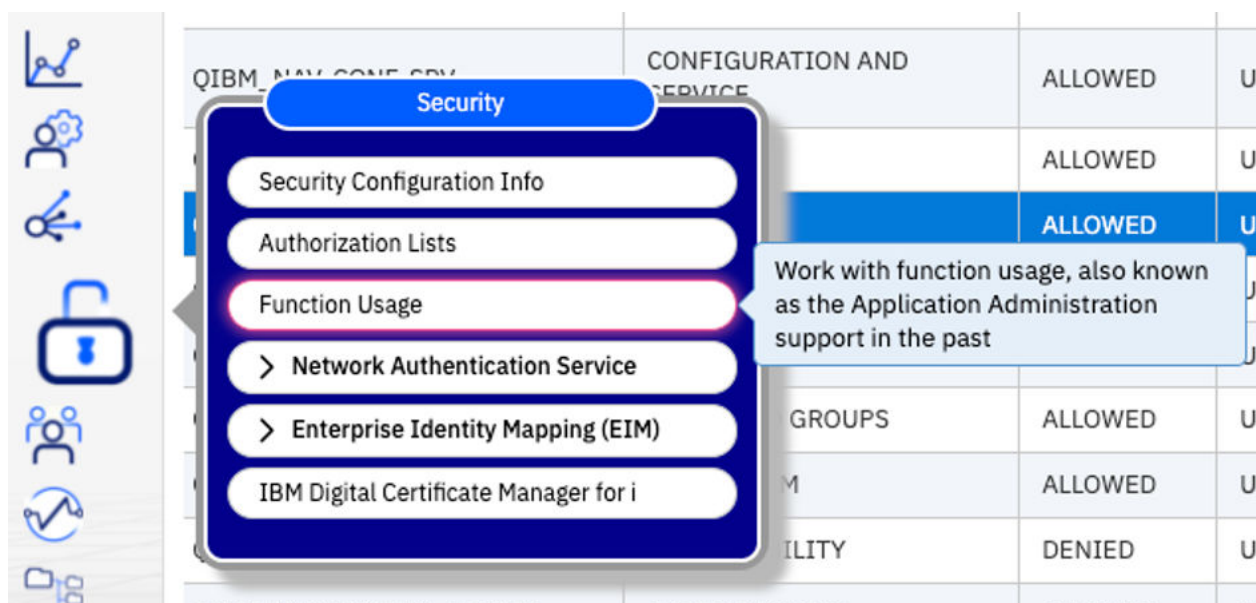 CONFIGURATION AND
QIBM_NAV_CONF_SRV
SERVICE
ALLOWED
U
Security
Security Configuration Info
ALLOWED
U
Authorization Lists
ALLOWED
U
Function Usage
Work with function usage, also known
as the Application Administration
support in the past
U
Network Authentication Service
U
Enterprise Identity Mapping (EIM)
GROUPS
ALLOWED
U
IBM Digital Certificate Manager for i
M
ALLOWED
U
ILITY
DENIED
U